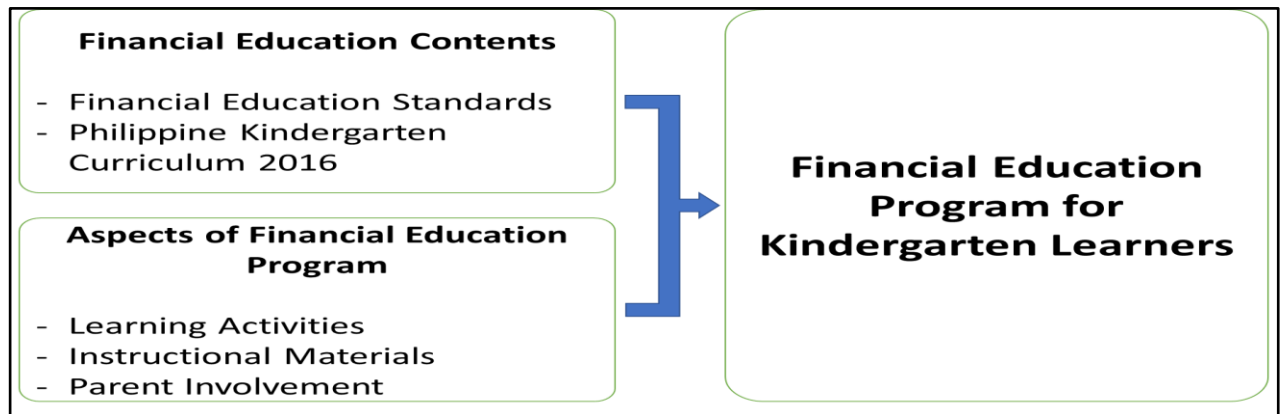 Financial Education Contents
- Financial Education Standards
- Philippine Kindergarten
Curriculum 2016
Aspects of Financial Education
Program
- Learning Activities
- Instructional Materials
- Parent Involvement
Financial Education
Program for
Kindergarten Learners